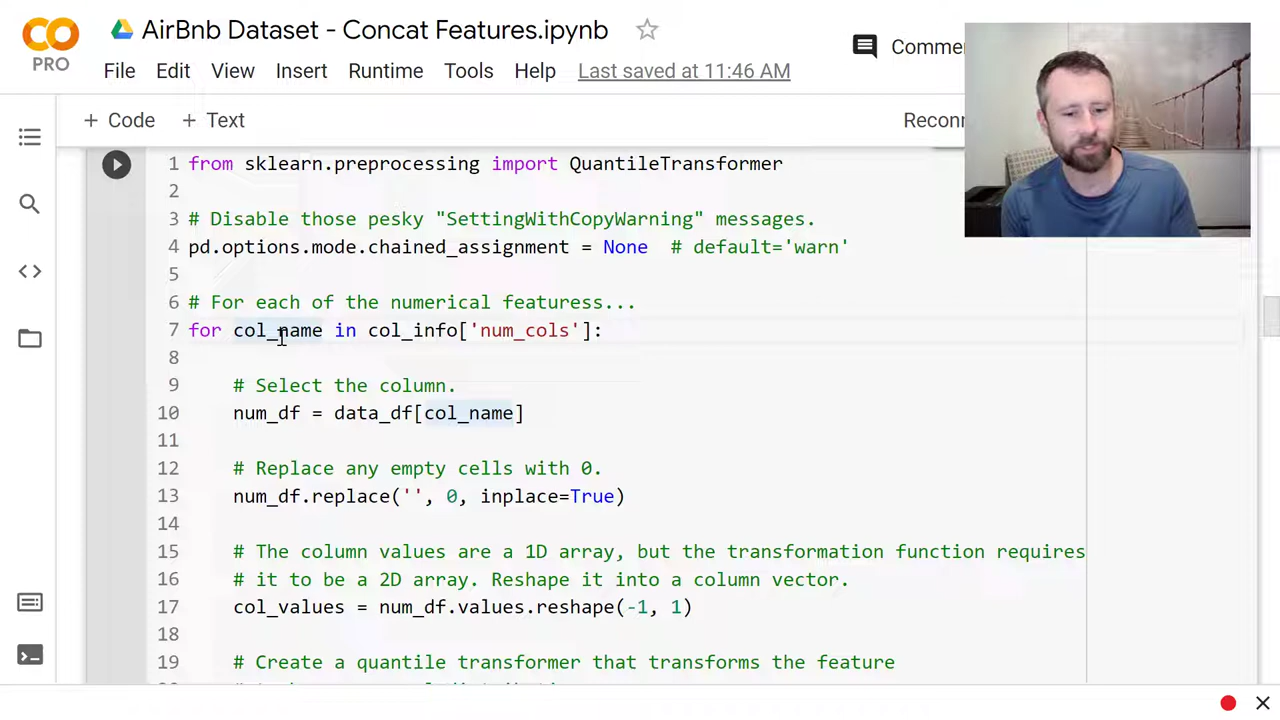 CO
PRO
AirBnb Dataset - Concat Features.ipynb
File Edit View Insert Runtime Tools Help Last saved at 11:46 AM
Comme
+ Code + Text
Reconn
1 from sklearn.preprocessing import QuantileTransformer
2
3 # Disable those pesky "SettingWithCopyWarning" messages.
4 pd.options.mode.chained_assignment = None # default='warn'
5
6 # For each of the numerical featuress...
7 for col_name in col_info['num_cols']:
8
9 # Select the column.
10 num_df = data_df[col_name]
11
12 # Replace any empty cells with 0.
13 num_df.replace('', 0, inplace=True)
14
15 # The column values are a 1D array, but the transformation function requires
16 # it to be a 2D array. Reshape it into a column vector.
17 col_values = num_df.values.reshape(-1, 1)
18
19 # Create a quantile transformer that transforms the feature